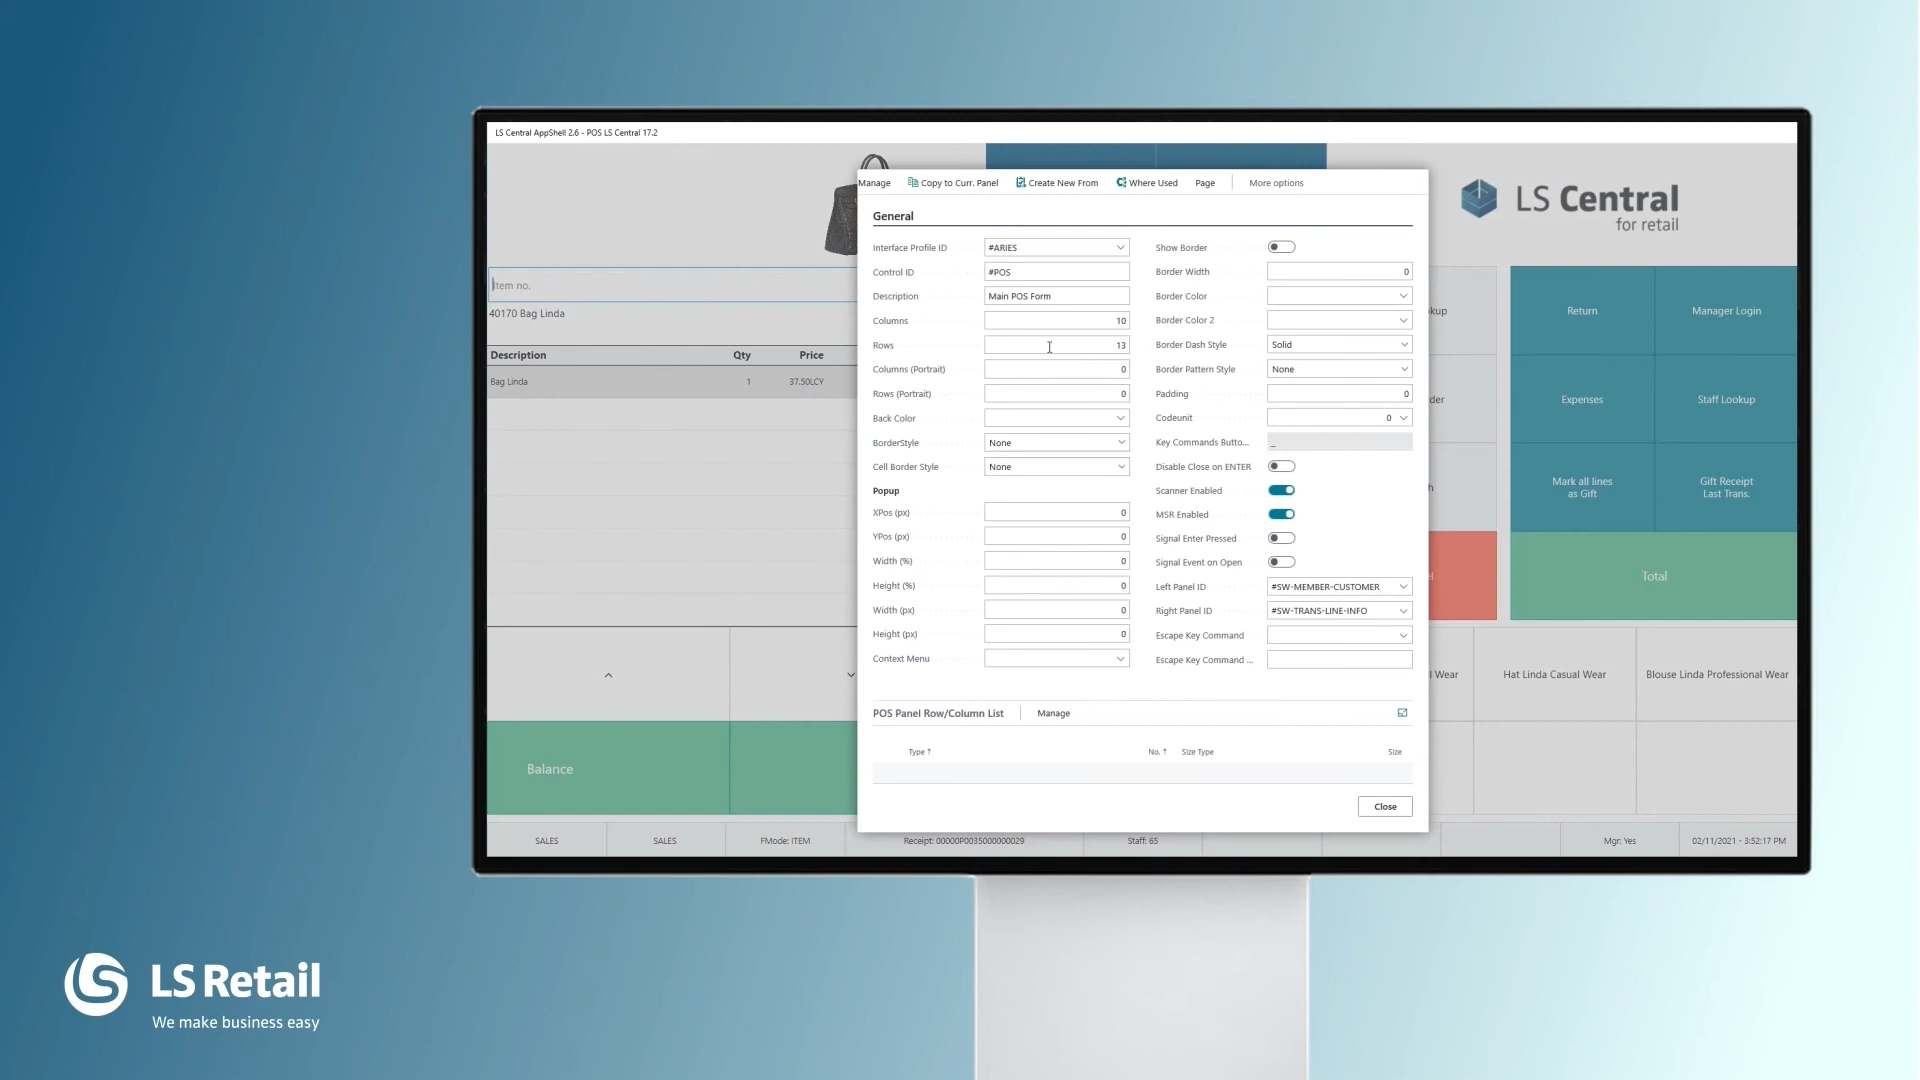 LS Central AppShell 2.6 - POS LS Central 17.2
Manage Copy to Curr. Panel Create New From Where Used Page More options
LS Central
for retail
General
Interface Profile ID #ARIES
Control ID #POS
Description Main POS Form
Columns 10
Rows 13
Columns (Portrait) 0
Rows (Portrait) 0
Back Color
BorderStyle None
Cell Border Style None
Popup
XPos (px) 0
YPos (px) 0
Width (%) 0
Height (%) 0
Width (px) 0
Height (px) 0
Context Menu
Show Border
Border Width 0
Border Color
Border Color 2
Border Dash Style Solid
Border Pattern Style None
Padding 0
Codeunit 0
Key Commands Butto... _
Disable Close on ENTER
Scanner Enabled
MSR Enabled
Signal Enter Pressed
Signal Event on Open
Left Panel ID #SW-MEMBER-CUSTOMER
Right Panel ID #SW-TRANS-LINE-INFO
Escape Key Command
Escape Key Command ...
POS Panel Row/Column List Manage
Type ↑ No. ↑ Size Type Size
Close
Item no.
40170 Bag Linda
Description Qty Price
Bag Linda 1 37.50LCY
kup
der
h
el
Return
Manager Login
Expenses
Staff Lookup
Mark all lines
as Gift
Gift Receipt
Last Trans.
Total
l Wear
Hat Linda Casual Wear
Blouse Linda Professional Wear
Balance
SALES SALES FMode: ITEM Receipt: 00000P0035000000029 Staff: 65 Mgr: Yes 02/11/2021 - 3:52:17 PM
LS Retail
We make business easy